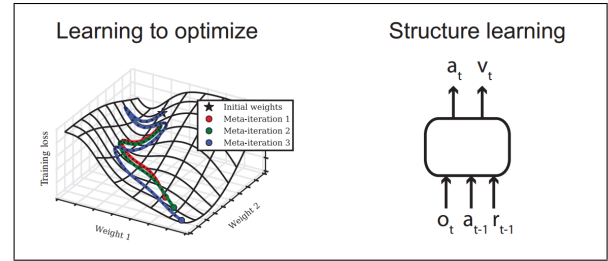 Learning to optimize
Training loss
Weight 1
Weight 2
Initial weights
Meta-iteration 1
Meta-iteration 2
Meta-iteration 3
Structure learning
a_t v_t
o_t a_t-1 r_t-1